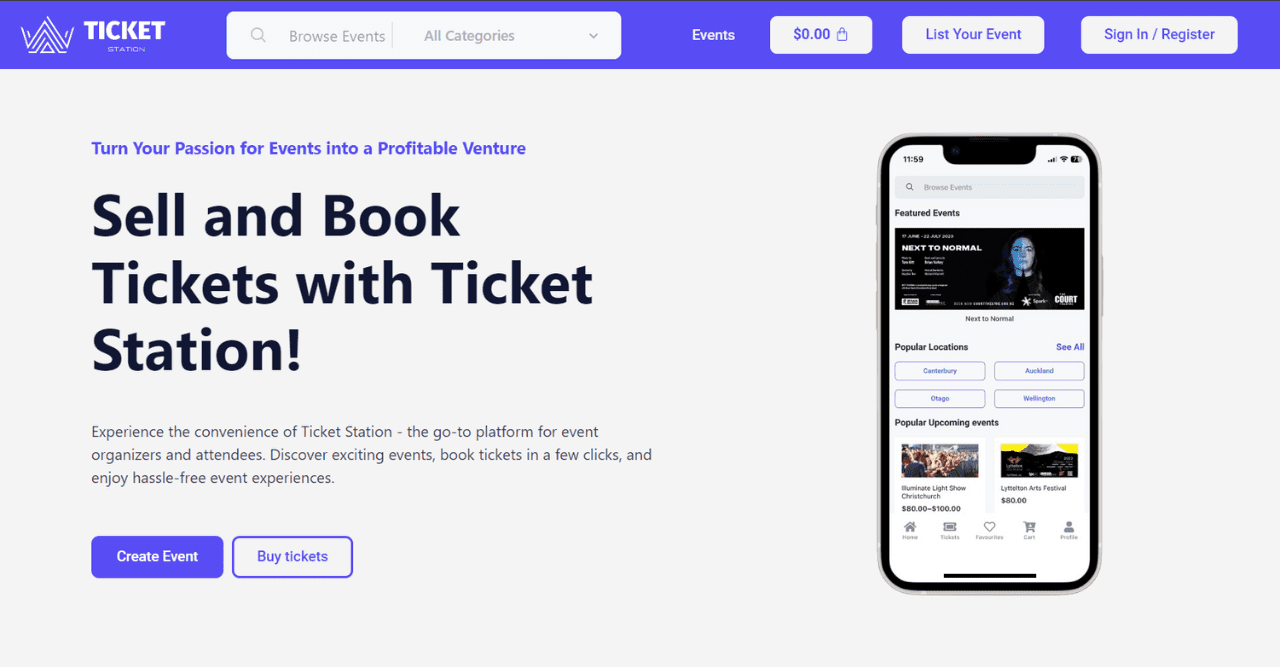 TICKET
STATION
Browse Events
All Categories
Events
$0.00
List Your Event
Sign In / Register
Turn Your Passion for Events into a Profitable Venture
Sell and Book
Tickets with Ticket
Station!
Experience the convenience of Ticket Station - the go-to platform for event
organizers and attendees. Discover exciting events, book tickets in a few clicks, and
enjoy hassle-free event experiences.
Create Event
Buy tickets
11:59
Browse Events
Featured Events
17 JUNE - 22 JULY 2023
NEXT TO NORMAL
Spark
THE
COURT
Next to Normal
Popular Locations
See All
Canterbury
Auckland
Otago
Wellington
Popular Upcoming events
Illuminate Light Show
Christchurch
$80.00–$100.00
Lyttelton Arts Festival
$80.00
Home
Tickets
Favourites
Cart
Profile